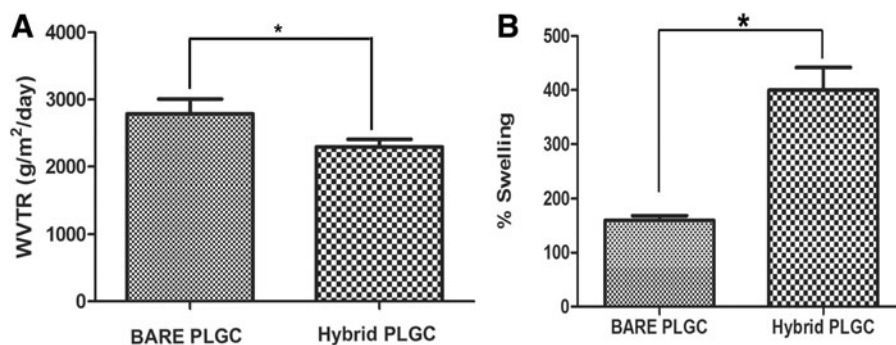 A
*
WVTR (g/m²/day)
4000
3000
2000
1000
0
BARE PLGC
Hybrid PLGC
B
*
% Swelling
500
400
300
200
100
0
BARE PLGC
Hybrid PLGC